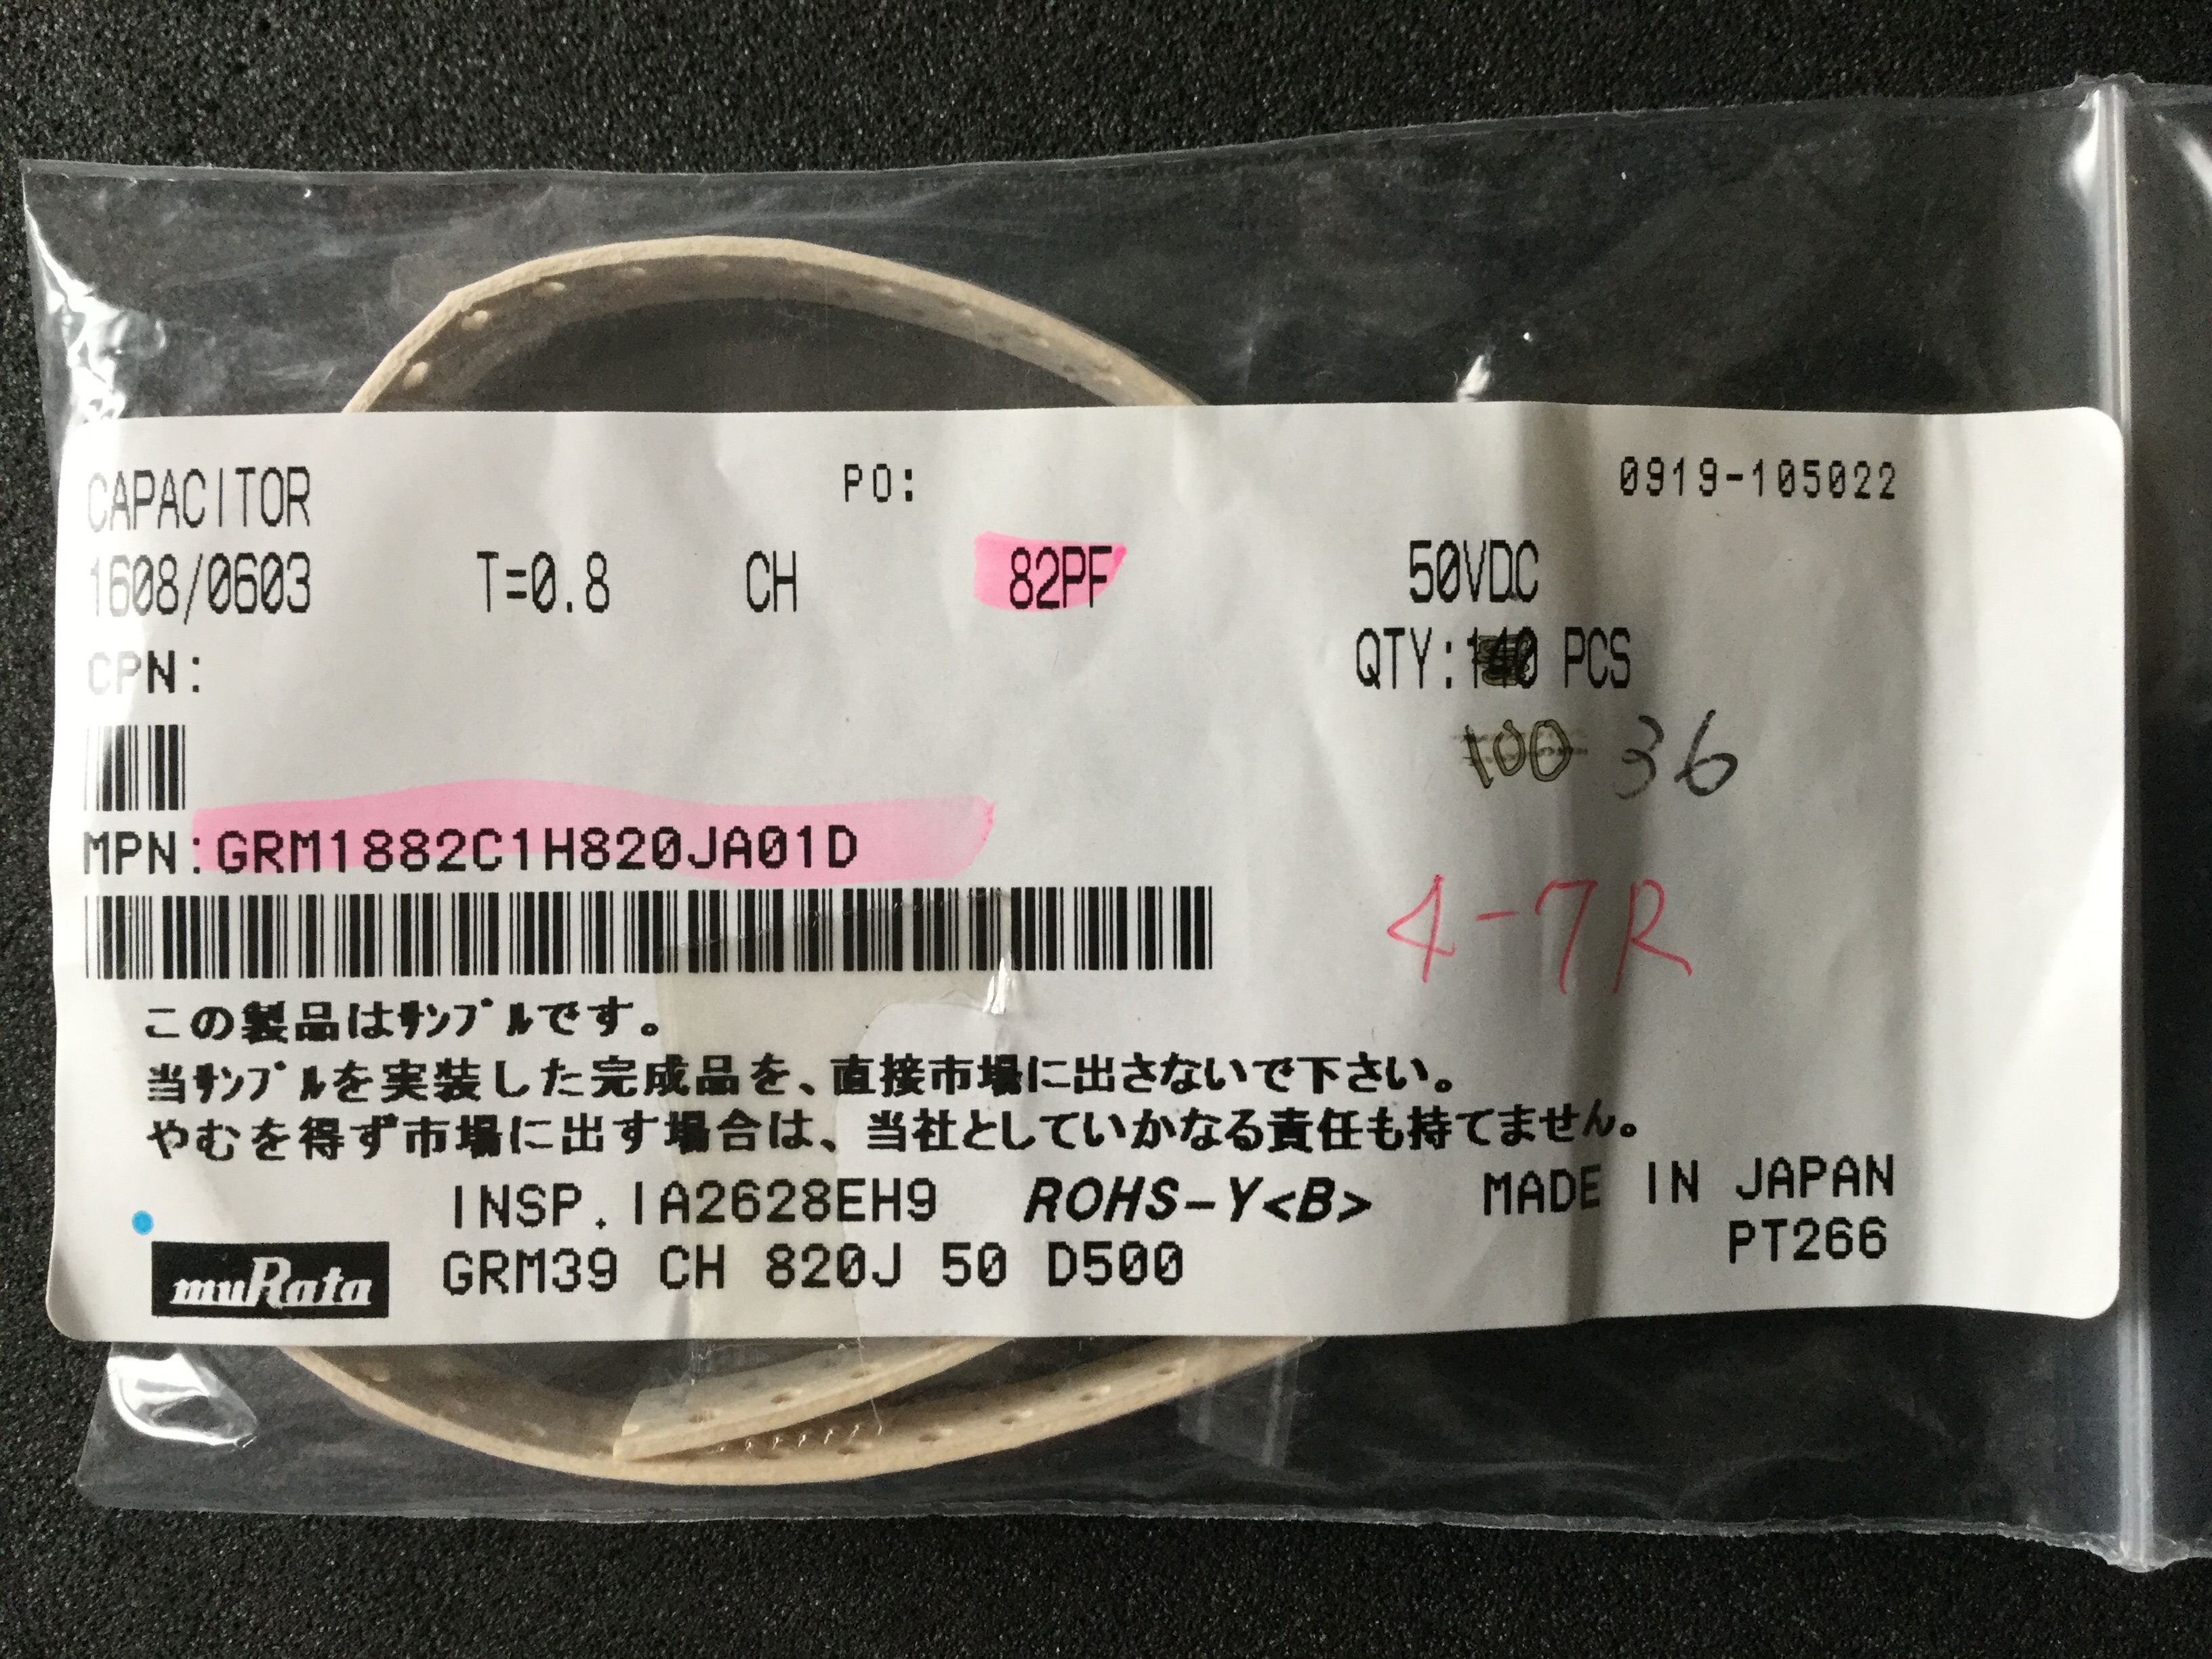 CAPACITOR PO: 0919-105022
1608/0603 T=0.8 CH 82PF 50VDC
CPN: QTY: PCS
100 36
MPN:GRM1882C1H820JA01D
4-7R
この製品はｻﾝﾌﾟﾙです。
当ｻﾝﾌﾟﾙを実装した完成品を、直接市場に出さないで下さい。
やむを得ず市場に出す場合は、当社としていかなる責任も持てません。
INSP.IA2628EH9 ROHS-Y<B> MADE IN JAPAN
muRata GRM39 CH 820J 50 D500 PT266